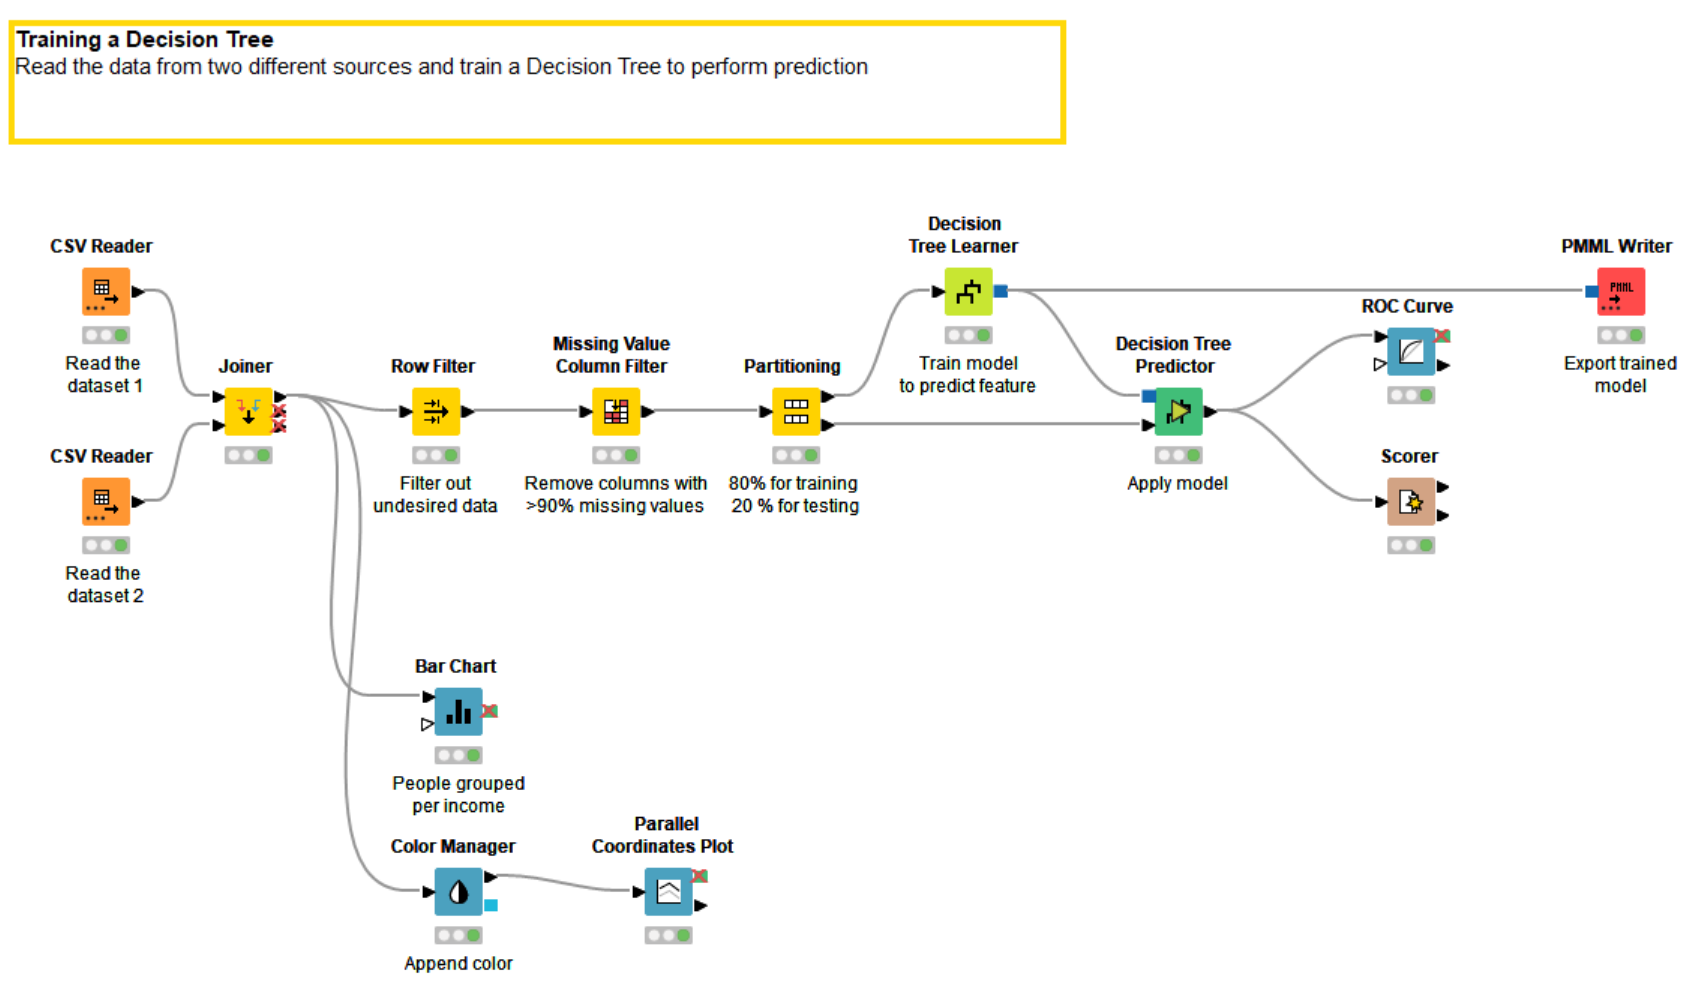 Training a Decision Tree
Read the data from two different sources and train a Decision Tree to perform prediction
CSV Reader
Read the
dataset 1
CSV Reader
Read the
dataset 2
Joiner
Row Filter
Filter out
undesired data
Missing Value
Column Filter
Remove columns with
>90% missing values
Partitioning
80% for training
20 % for testing
Decision
Tree Learner
Train model
to predict feature
Decision Tree
Predictor
Apply model
ROC Curve
Scorer
PMML Writer
PMML
Export trained
model
Bar Chart
People grouped
per income
Color Manager
Append color
Parallel
Coordinates Plot